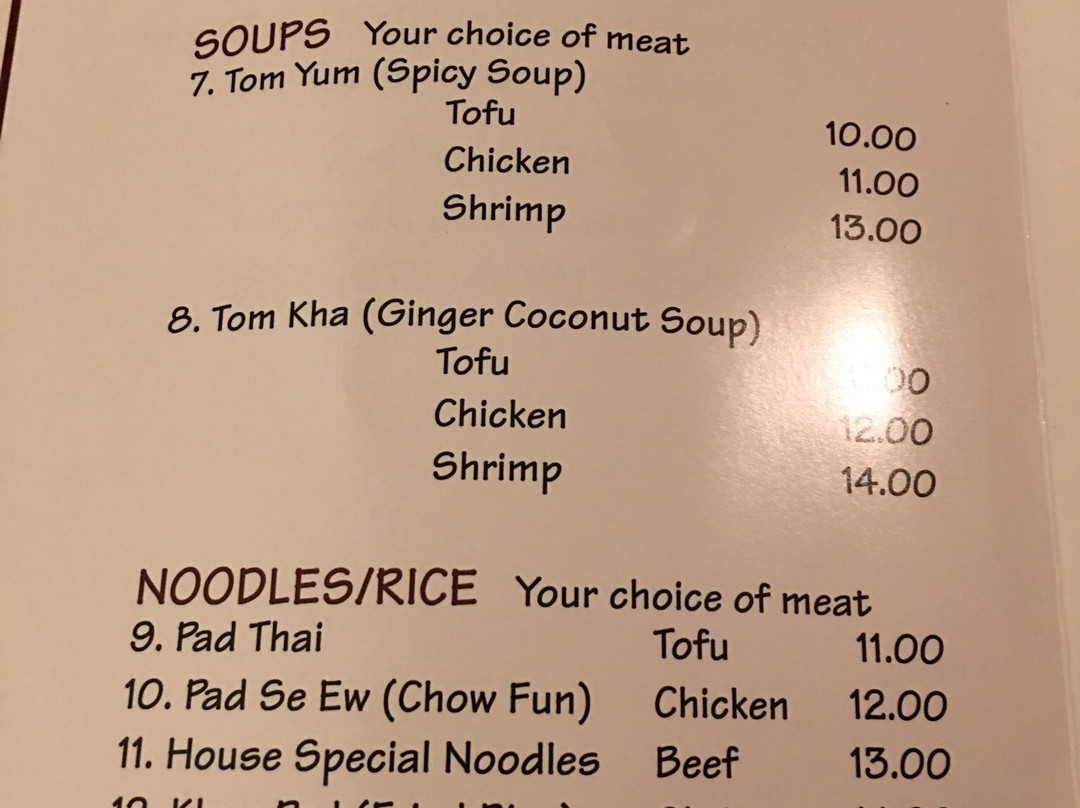 SOUPS Your choice of meat
7. Tom Yum (Spicy Soup)
Tofu 10.00
Chicken 11.00
Shrimp 13.00
8. Tom Kha (Ginger Coconut Soup)
Tofu
Chicken 12.00
Shrimp 14.00
NOODLES/RICE Your choice of meat
9. Pad Thai Tofu 11.00
10. Pad Se Ew (Chow Fun) Chicken 12.00
11. House Special Noodles Beef 13.00